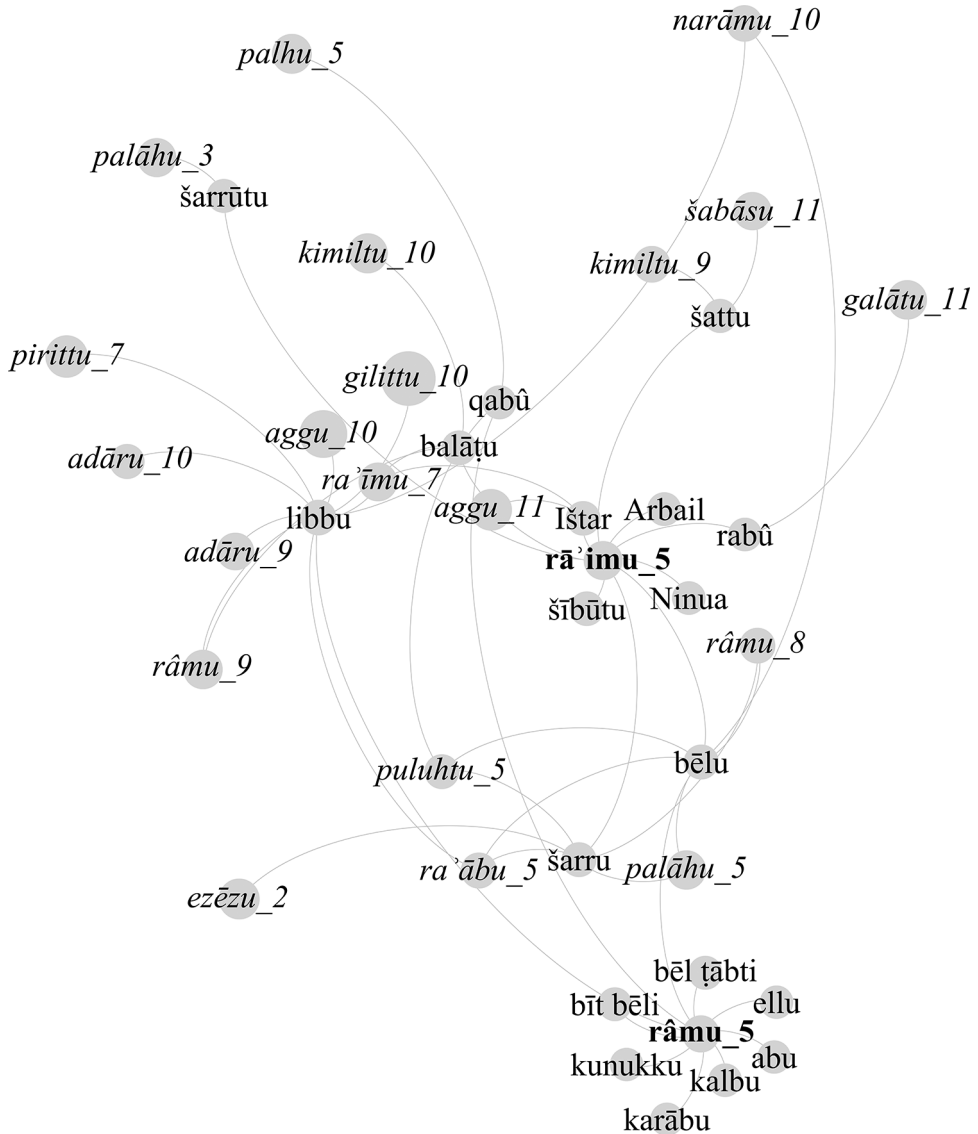 narāmu_10
palhu_5
palāhu_3
šarrūtu
šabāsu_11
kimiltu_10
kimiltu_9
galātu_11
šattu
pirittu_7
gilittu_10
qabû
aggu_10
balāṭu
adāru_10
raʾīmu_7
aggu_11
Ištar
Arbail
libbu
rabû
adāru_9
rāʾimu_5
Ninua
šībūtu
râmu_8
râmu_9
bēlu
puluhtu_5
šarru
raʾābu_5
palāhu_5
ezēzu_2
bēl ṭābti
bīt bēli
ellu
râmu_5
abu
kunukku
kalbu
karābu